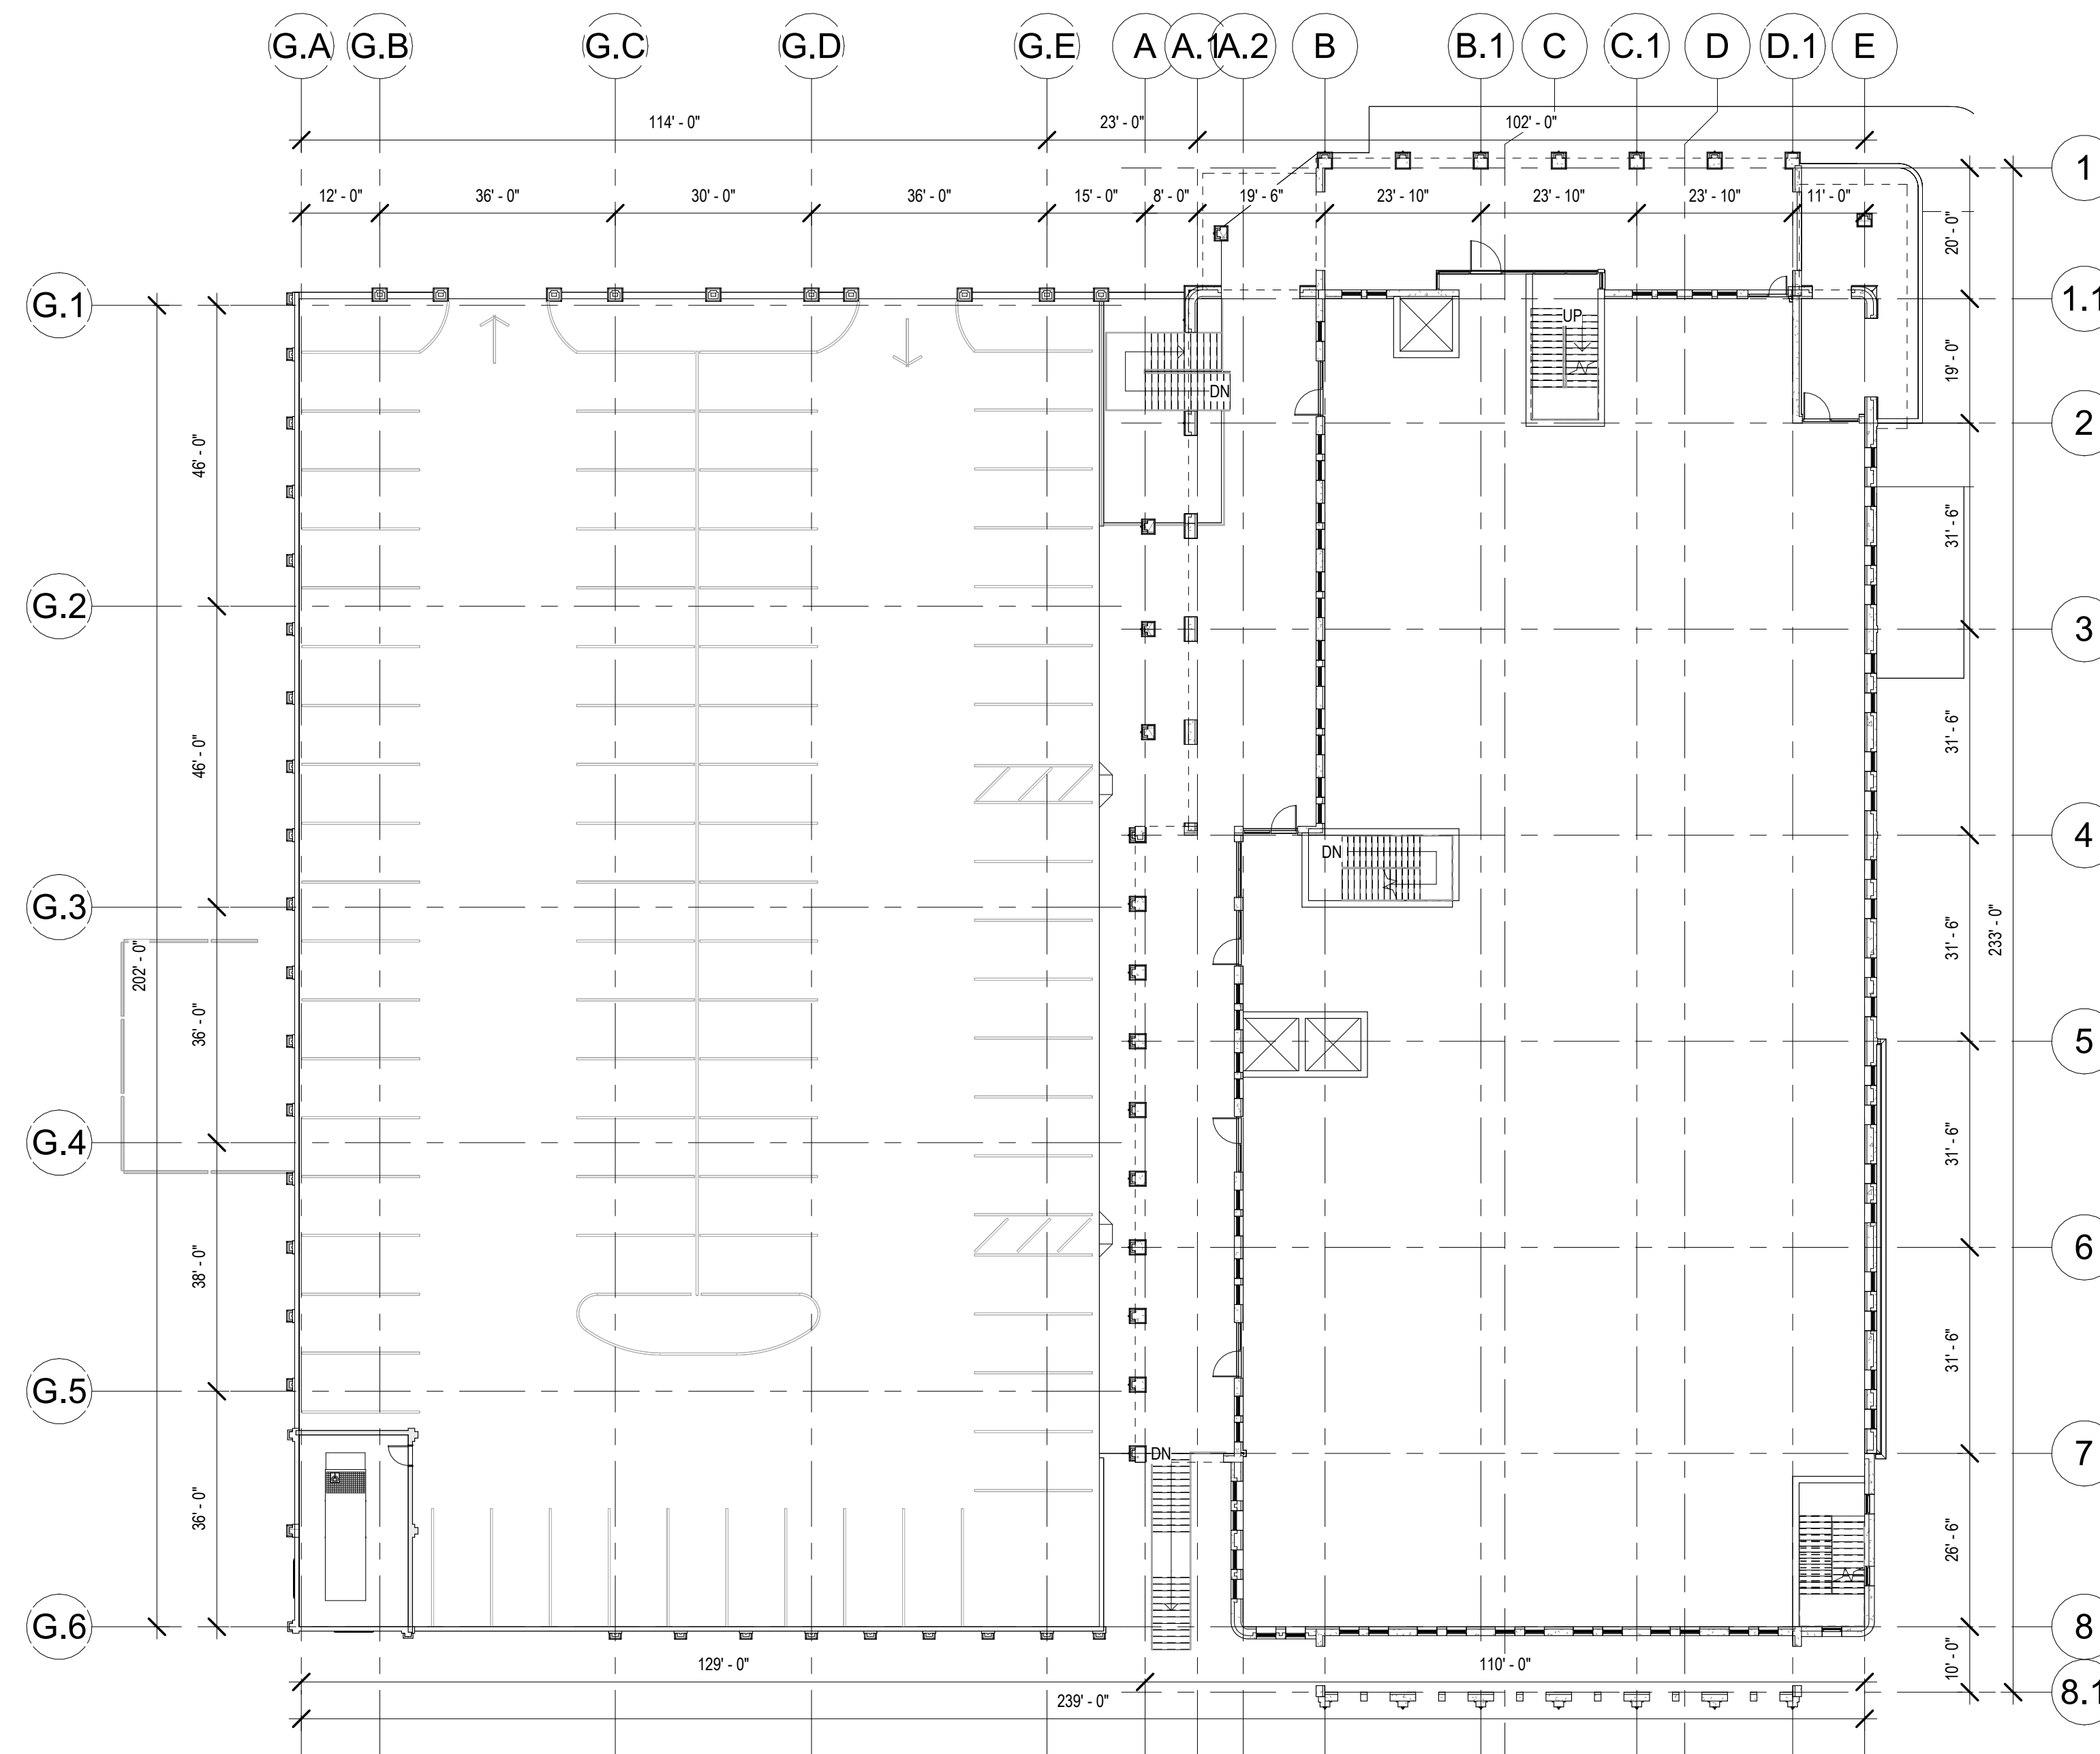 G.A G.B G.C G.D G.E A A.1 A.2 B B.1 C C.1 D D.1 E
114' - 0" 23' - 0" 102' - 0"
1
12' - 0" 36' - 0" 30' - 0" 36' - 0" 15' - 0" 8' - 0" 19' - 6" 23' - 10" 23' - 10" 23' - 10" 11' - 0"
20' - 0"
G.1
1.1
UP
19' - 0"
DN
2
46' - 0"
31' - 6"
G.2
3
46' - 0"
31' - 6"
4
DN
G.3
31' - 6"
233' - 0"
202' - 0"
36' - 0"
5
G.4
31' - 6"
6
38' - 0"
31' - 6"
G.5
7
DN
36' - 0"
26' - 6"
G.6
8
129' - 0" 110' - 0"
10' - 0"
239' - 0"
8.1